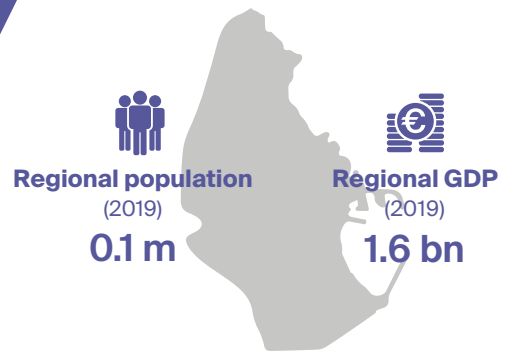 Regional population
(2019)
0.1 m
€
Regional GDP
(2019)
1.6 bn